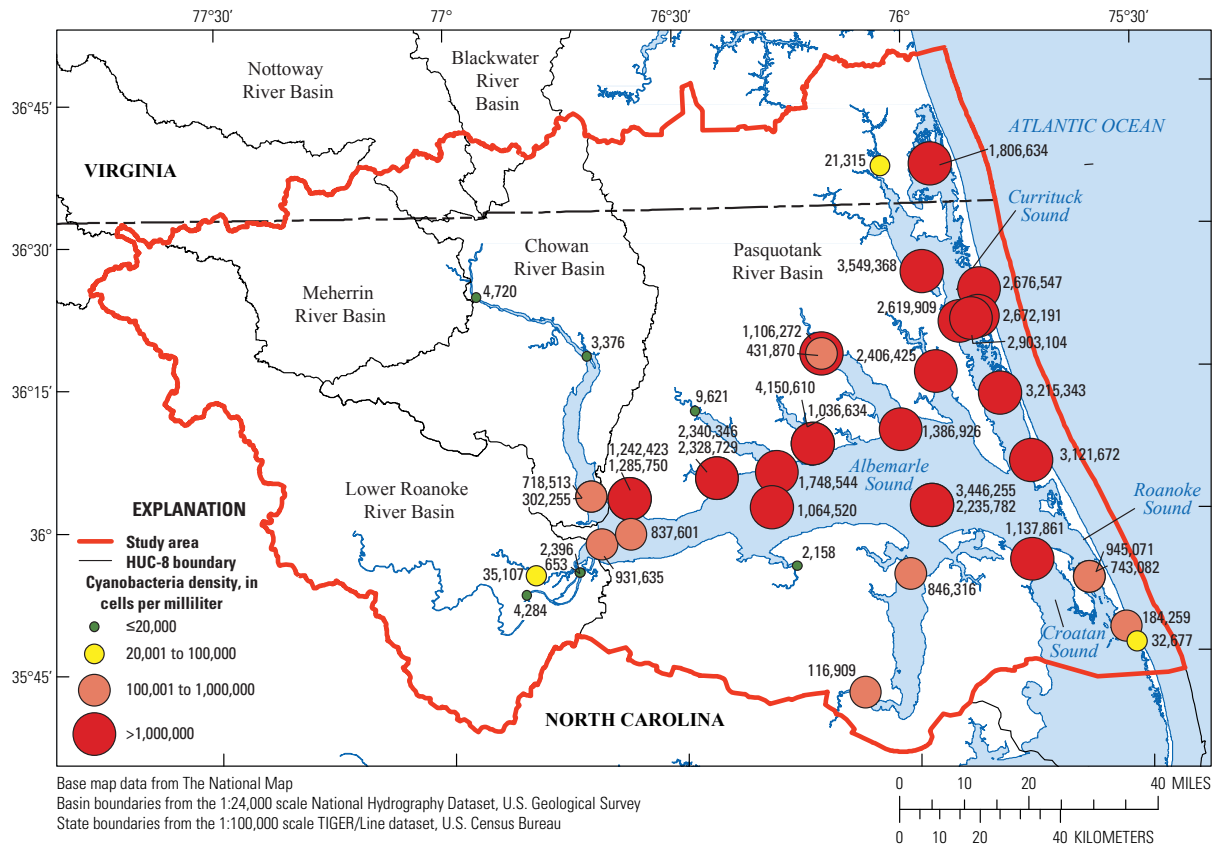 77°30'
77°
76°30'
76°
75°30'
36°45'
36°30'
36°15'
36°
35°45'
Nottoway
River Basin
Blackwater
River
Basin
VIRGINIA
ATLANTIC OCEAN
21,315
1,806,634
Currituck
Sound
Chowan
River Basin
Pasquotank
River Basin
Meherrin
River Basin
3,549,368
4,720
2,676,547
2,619,909
2,672,191
2,903,104
3,376
1,106,272
431,870
2,406,425
3,215,343
9,621
4,150,610
1,036,634
1,386,926
2,340,346
2,328,729
1,242,423
1,285,750
3,121,672
Albemarle
Sound
718,513
302,255
1,748,544
1,064,520
Lower Roanoke
River Basin
3,446,255
2,235,782
Roanoke
Sound
837,601
1,137,861
945,071
743,082
2,396
653
931,635
2,158
35,107
4,284
846,316
184,259
32,677
Croatan
Sound
116,909
NORTH CAROLINA
EXPLANATION
Study area
HUC-8 boundary
Cyanobacteria density, in
cells per milliliter
≤20,000
20,001 to 100,000
100,001 to 1,000,000
>1,000,000
Base map data from The National Map
Basin boundaries from the 1:24,000 scale National Hydrography Dataset, U.S. Geological Survey
State boundaries from the 1:100,000 scale TIGER/Line dataset, U.S. Census Bureau
0 10 20 40 MILES
0 10 20 40 KILOMETERS